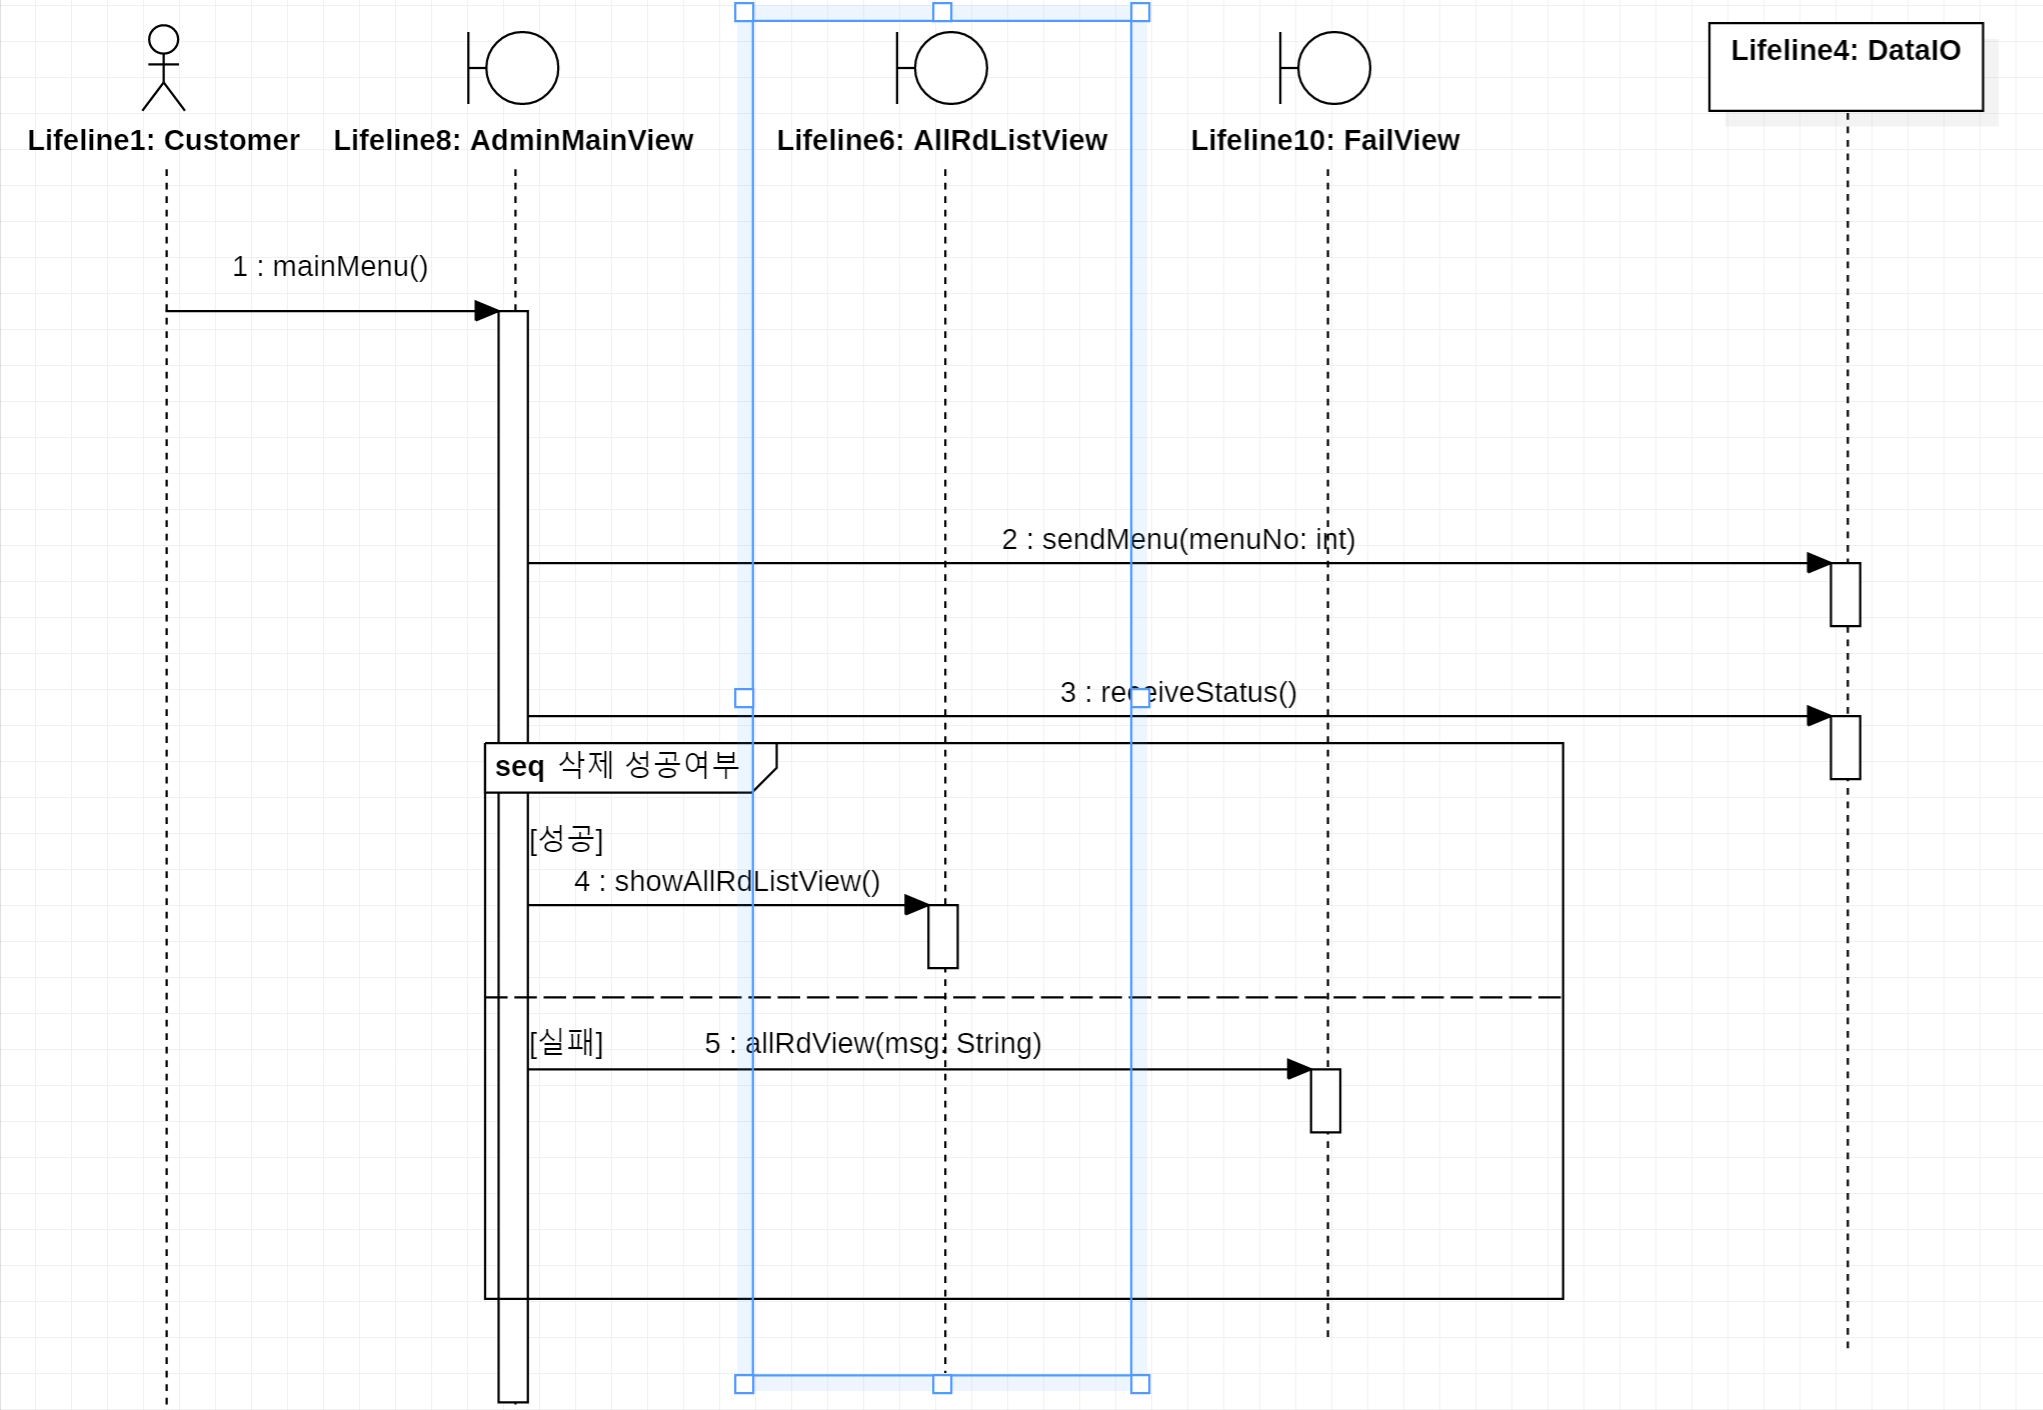 Lifeline1: Customer
Lifeline8: AdminMainView
Lifeline6: AllRdListView
Lifeline10: FailView
Lifeline4: DataIO
1 : mainMenu()
2 : sendMenu(menuNo: int)
3 : receiveStatus()
seq 삭제 성공여부
[성공]
4 : showAllRdListView()
[실패]
5 : allRdView(msg: String)